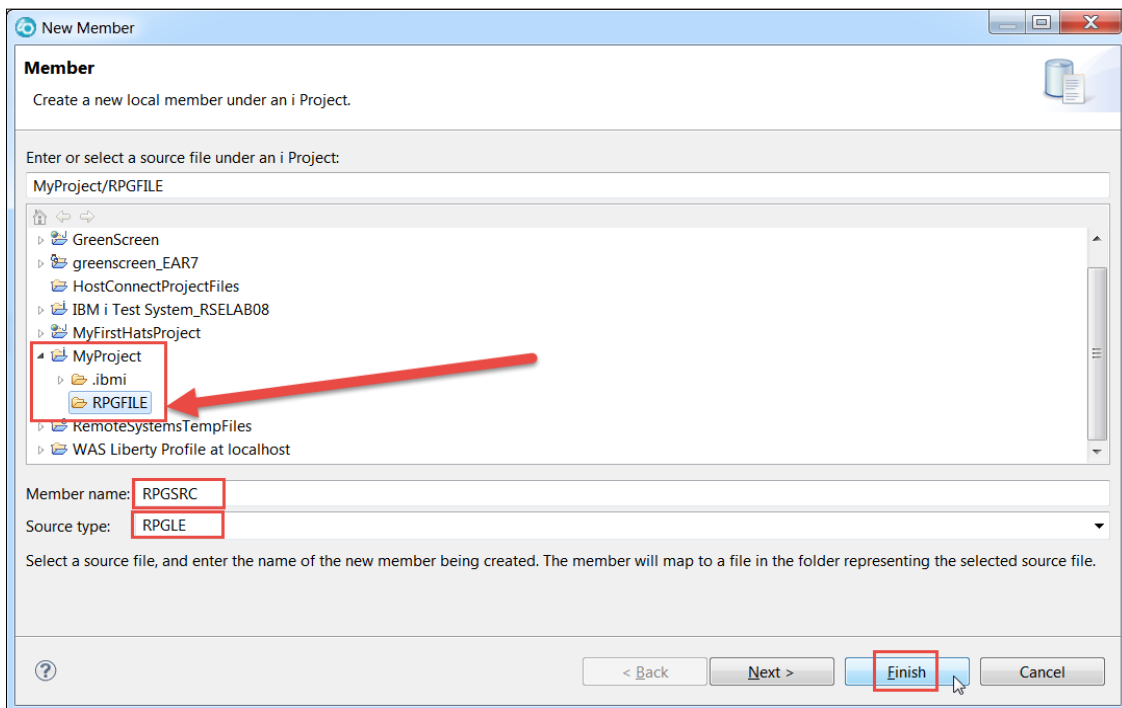 New Member
Member
Create a new local member under an i Project.
Enter or select a source file under an i Project:
MyProject/RPGFILE
GreenScreen
greenscreen_EAR7
HostConnectProjectFiles
IBM i Test System_RSELAB08
MyFirstHatsProject
MyProject
.ibmi
RPGFILE
RemoteSystemsTempFiles
WAS Liberty Profile at localhost
Member name: RPGSRC
Source type: RPGLE
Select a source file, and enter the name of the new member being created. The member will map to a file in the folder representing the selected source file.
? < Back Next > Finish Cancel